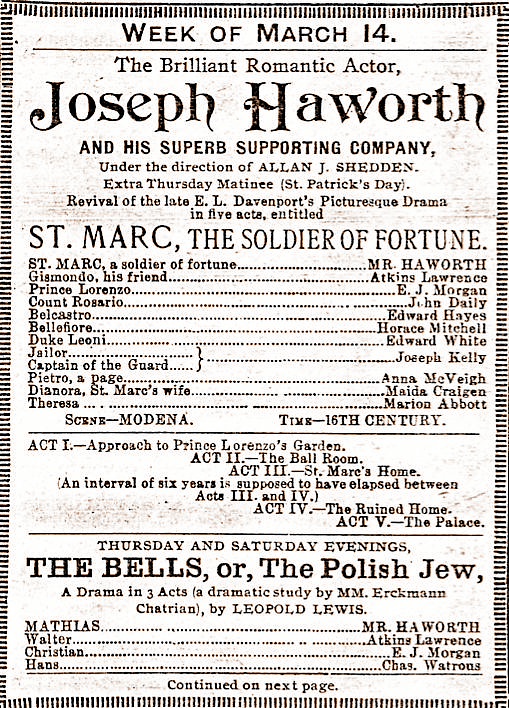 WEEK OF MARCH 14.
The Brilliant Romantic Actor,
Joseph Haworth
AND HIS SUPERB SUPPORTING COMPANY,
Under the direction of ALLAN J. SHEDDEN.
Extra Thursday Matinee (St. Patrick's Day).
Revival of the late E. L. Davenport's Picturesque Drama
in five acts, entitled
ST. MARC, THE SOLDIER OF FORTUNE.
ST. MARC, a soldier of fortune..............................MR. HAWORTH
Gismondo, his friend..............................Atkins Lawrence
Prince Lorenzo..............................E. J. Morgan
Count Rosario..............................John Daily
Belcastro..............................Edward Hayes
Bellefiore..............................Horace Mitchell
Duke Leoni..............................Edward White
Jailor..............................
Captain of the Guard...... } ..............................Joseph Kelly
Pietro, a page..............................Anna McVeigh
Dianora, St. Marc's wife..............................Maida Craigen
Theresa..............................Marion Abbott
SCENE—MODENA. TIME—16TH CENTURY.
ACT I.—Approach to Prince Lorenzo's Garden.
ACT II.—The Ball Room.
ACT III.—St. Marc's Home.
(An interval of six years is supposed to have elapsed between
Acts III. and IV.)
ACT IV.—The Ruined Home.
ACT V.—The Palace.
THURSDAY AND SATURDAY EVENINGS,
THE BELLS, or, The Polish Jew,
A Drama in 3 Acts (a dramatic study by MM. Erckmann
Chatrian), by LEOPOLD LEWIS.
MATHIAS..............................MR. HAWORTH
Walter..............................Atkins Lawrence
Christian..............................E. J. Morgan
Hans..............................Chas. Watrous
Continued on next page.